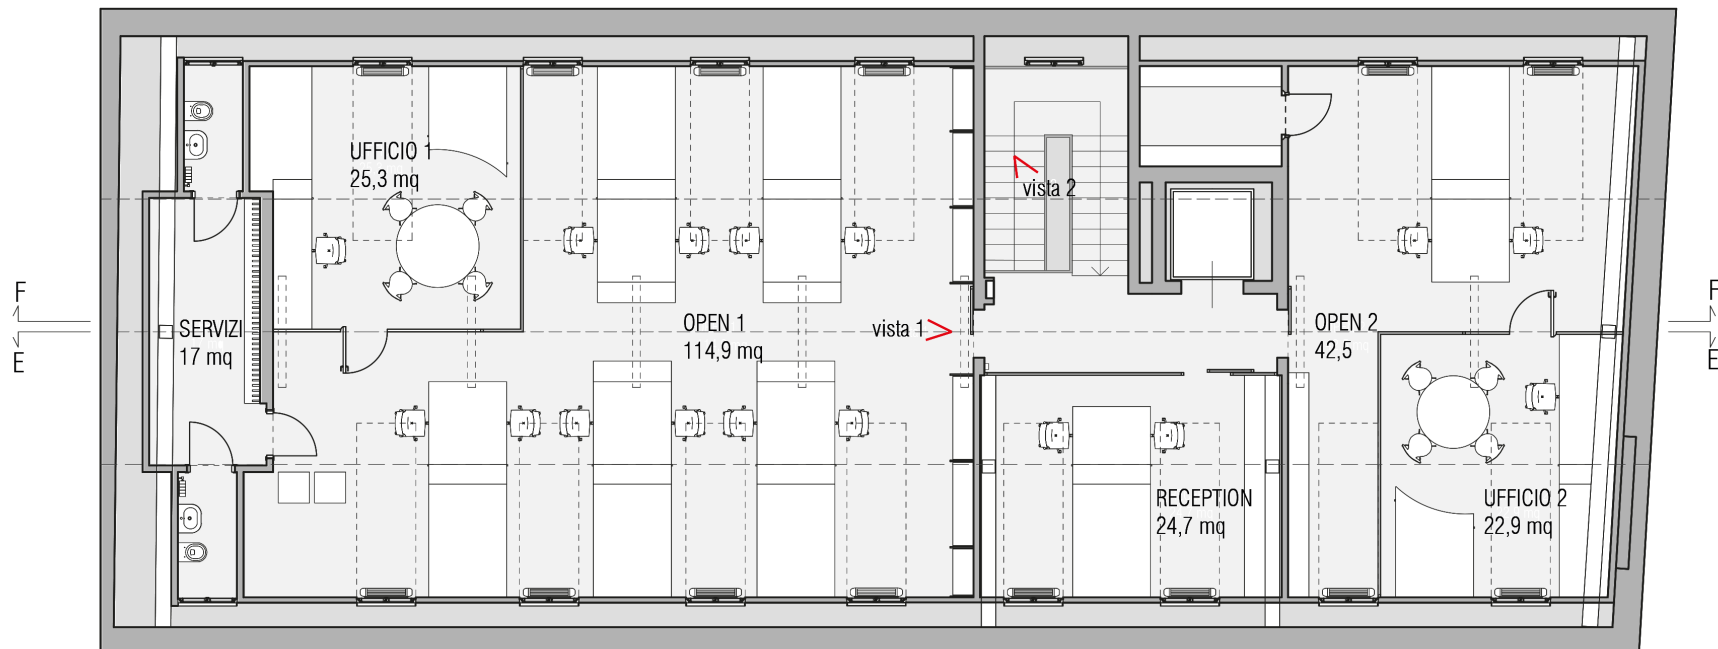 UFFICIO 1
25,3 mq
vista 2
F
E
SERVIZI
17 mq
OPEN 1
114,9 mq
vista 1
OPEN 2
42,5
F
E
RECEPTION
24,7 mq
UFFICIO 2
22,9 mq